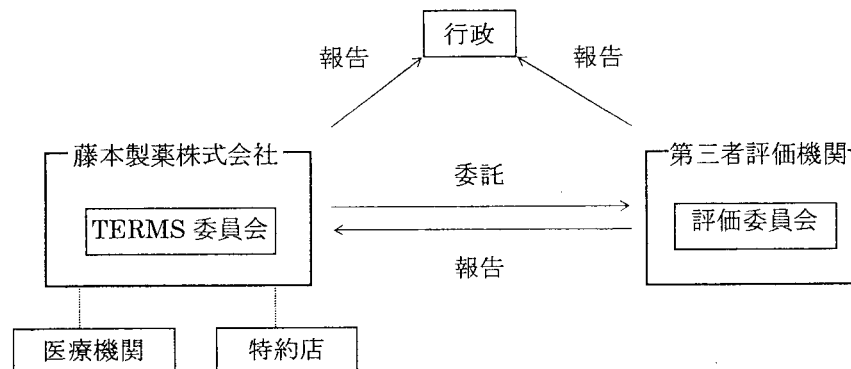 行政
報告
報告
藤本製薬株式会社
第三者評価機関
委託
TERMS 委員会
評価委員会
報告
医療機関
特約店